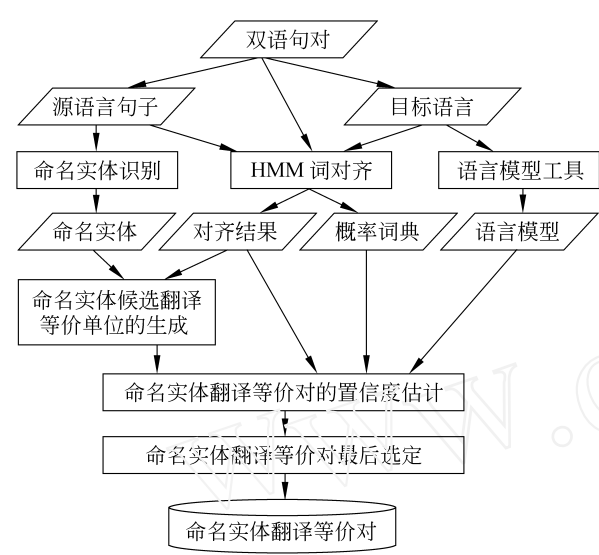 双语句对
源语言句子
目标语言
命名实体识别
HMM 词对齐
语言模型工具
命名实体
对齐结果
概率词典
语言模型
命名实体候选翻译
等价单位的生成
命名实体翻译等价对的置信度估计
命名实体翻译等价对最后选定
命名实体翻译等价对
www.c